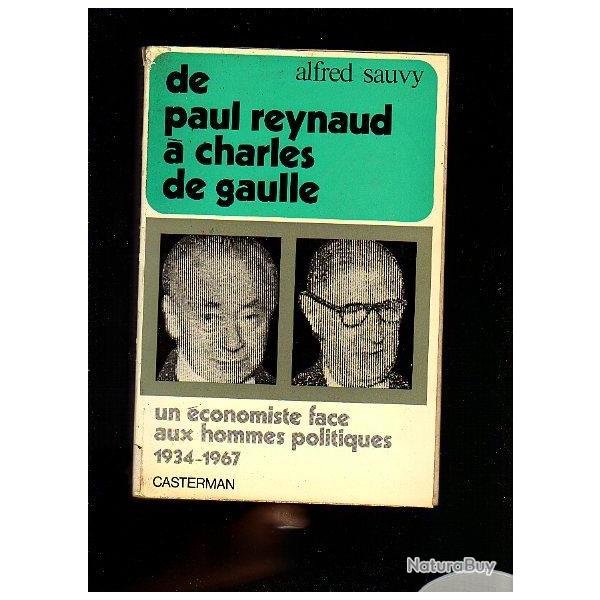 alfred sauvy
de
paul reynaud
à charles
de gaulle
un économiste face
aux hommes politiques
1934-1967
CASTERMAN
NaturaBuy